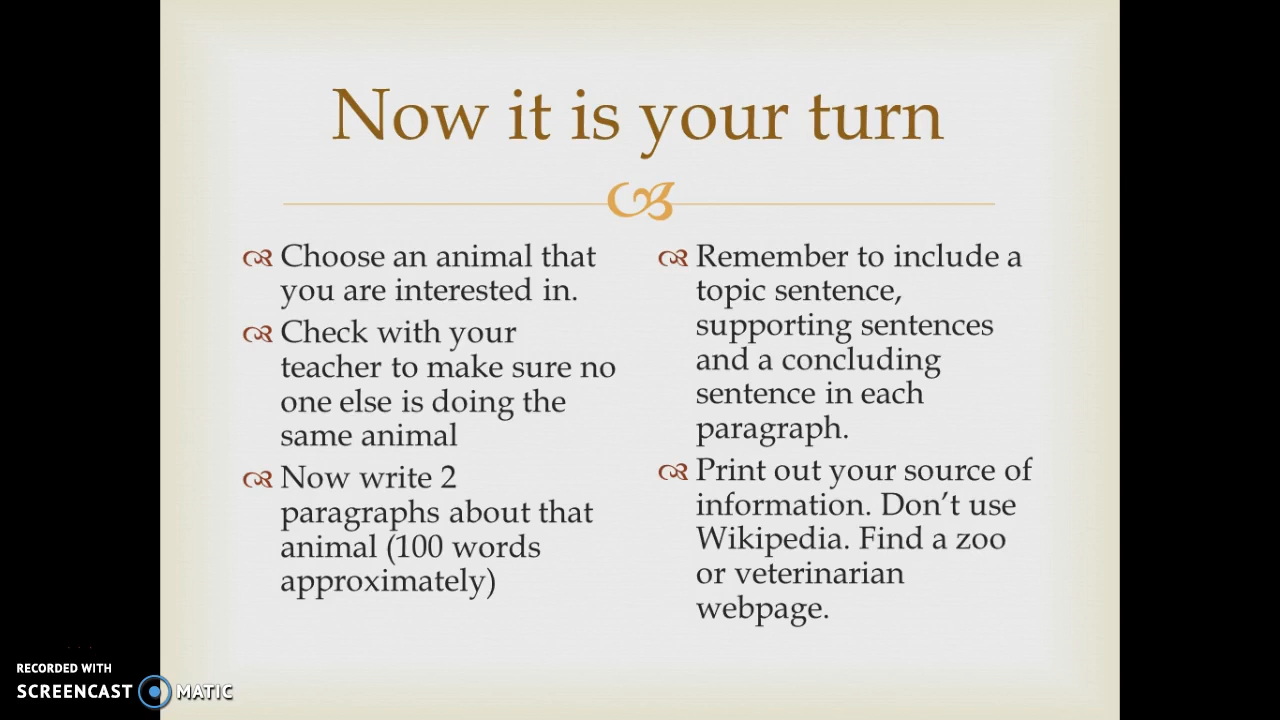 Now it is your turn
Choose an animal that
you are interested in.
Check with your
teacher to make sure no
one else is doing the
same animal
Now write 2
paragraphs about that
animal (100 words
approximately)
Remember to include a
topic sentence,
supporting sentences
and a concluding
sentence in each
paragraph.
Print out your source of
information. Don’t use
Wikipedia. Find a zoo
or veterinarian
webpage.
RECORDED WITH
SCREENCAST MATIC